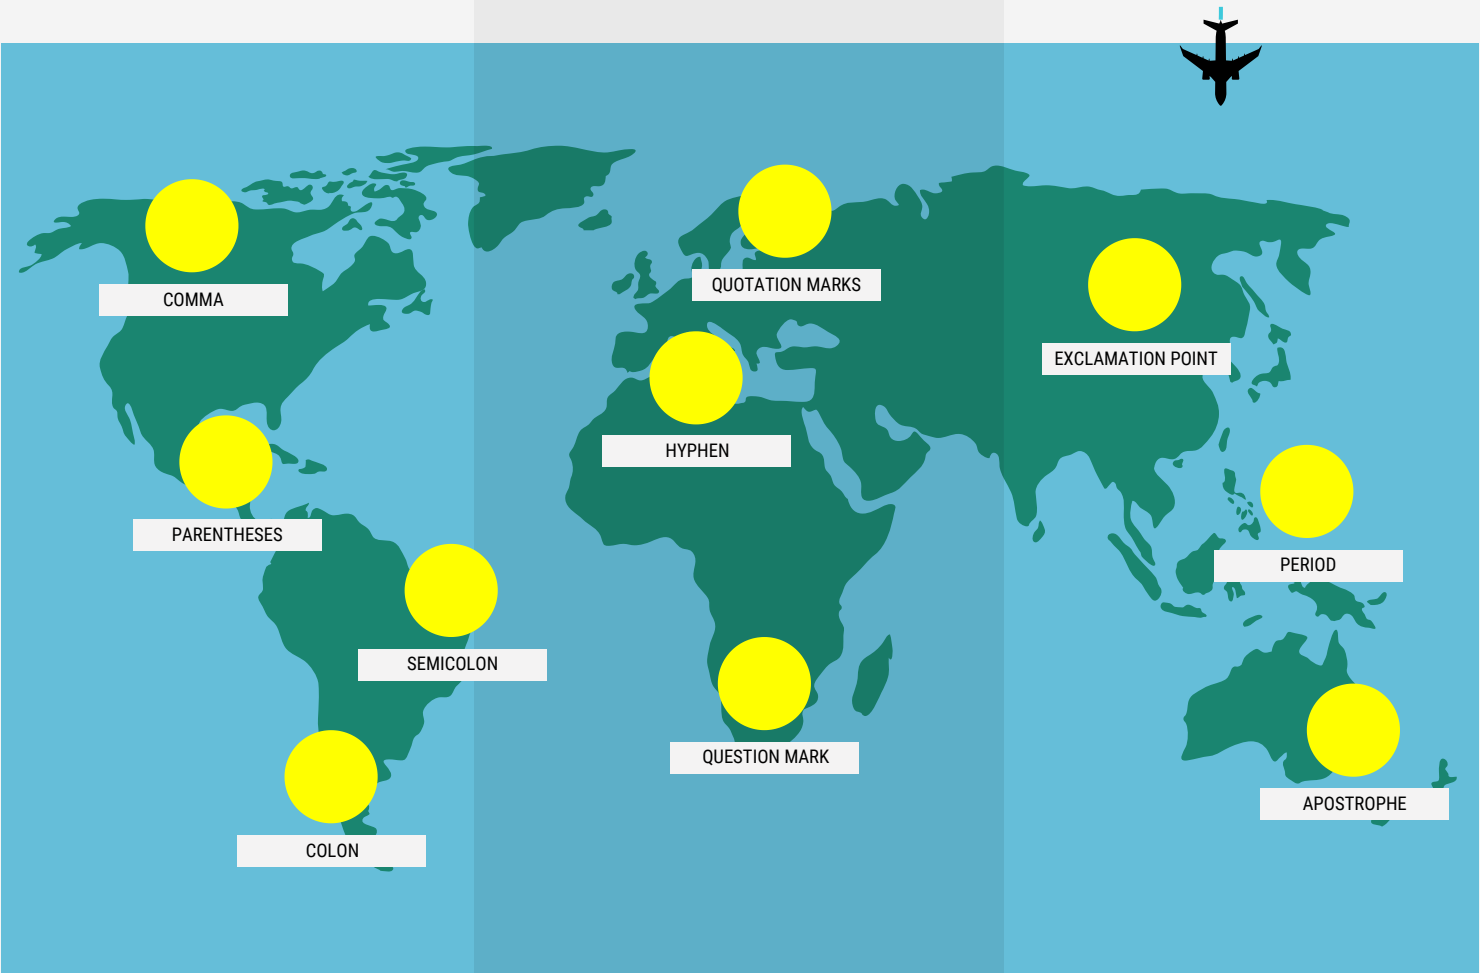 COMMA
QUOTATION MARKS
EXCLAMATION POINT
HYPHEN
PARENTHESES
PERIOD
SEMICOLON
QUESTION MARK
APOSTROPHE
COLON